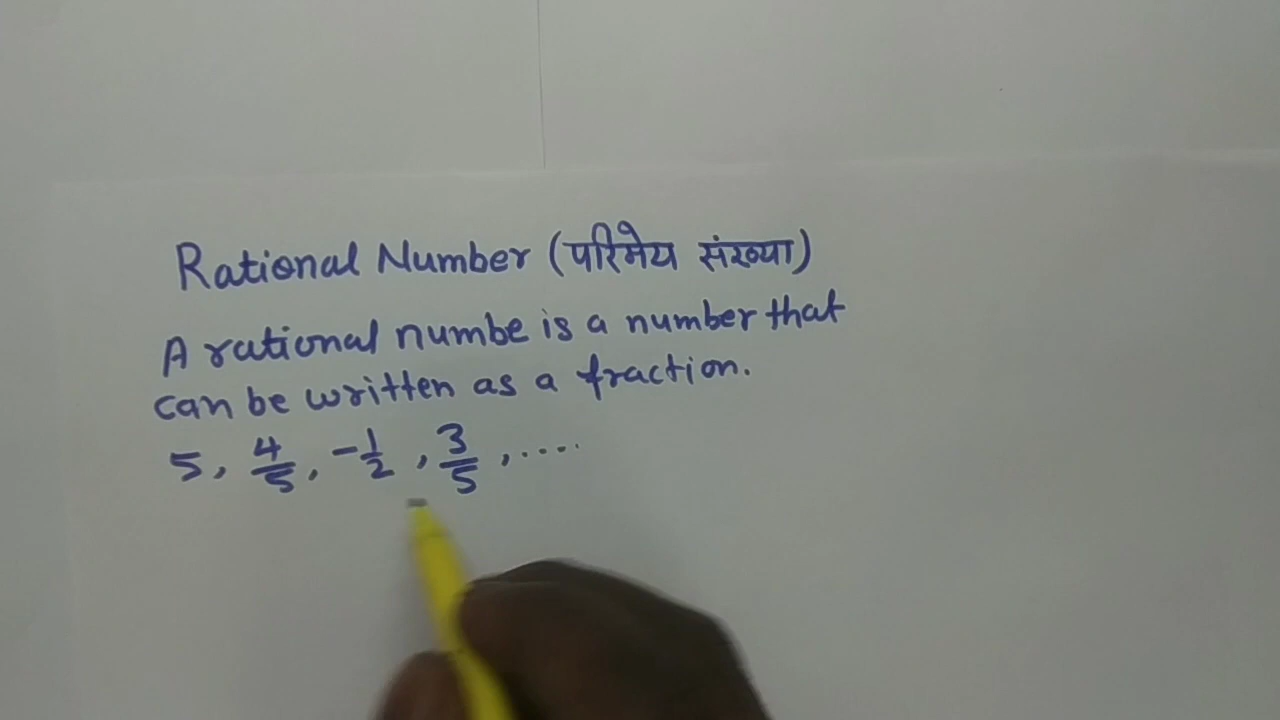 Rational Number (परिमेय संख्या)
A rational numbe is a number that
can be written as a fraction.
5, 4/5, -1/2, 3/5, ....